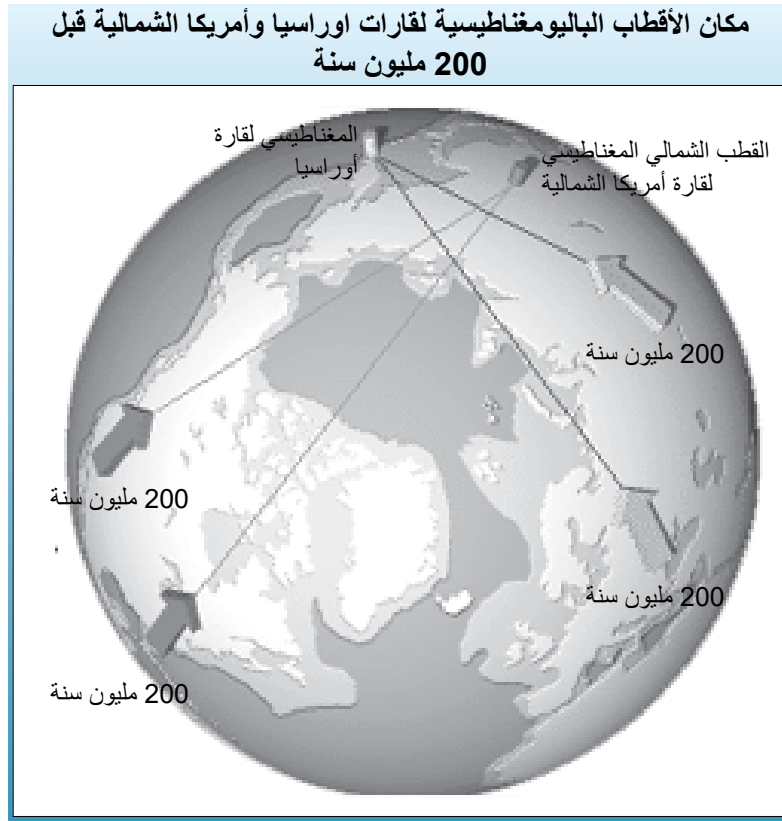 مكان الأقطاب الباليومغناطيسية لقارات اوراسيا وأمريكا الشمالية قبل
200 مليون سنة
القطب الشمالي المغناطيسي
لقارة أمريكا الشمالية
المغناطيسي لقارة
أوراسيا
200 مليون سنة
200 مليون سنة
200 مليون سنة
200 مليون سنة